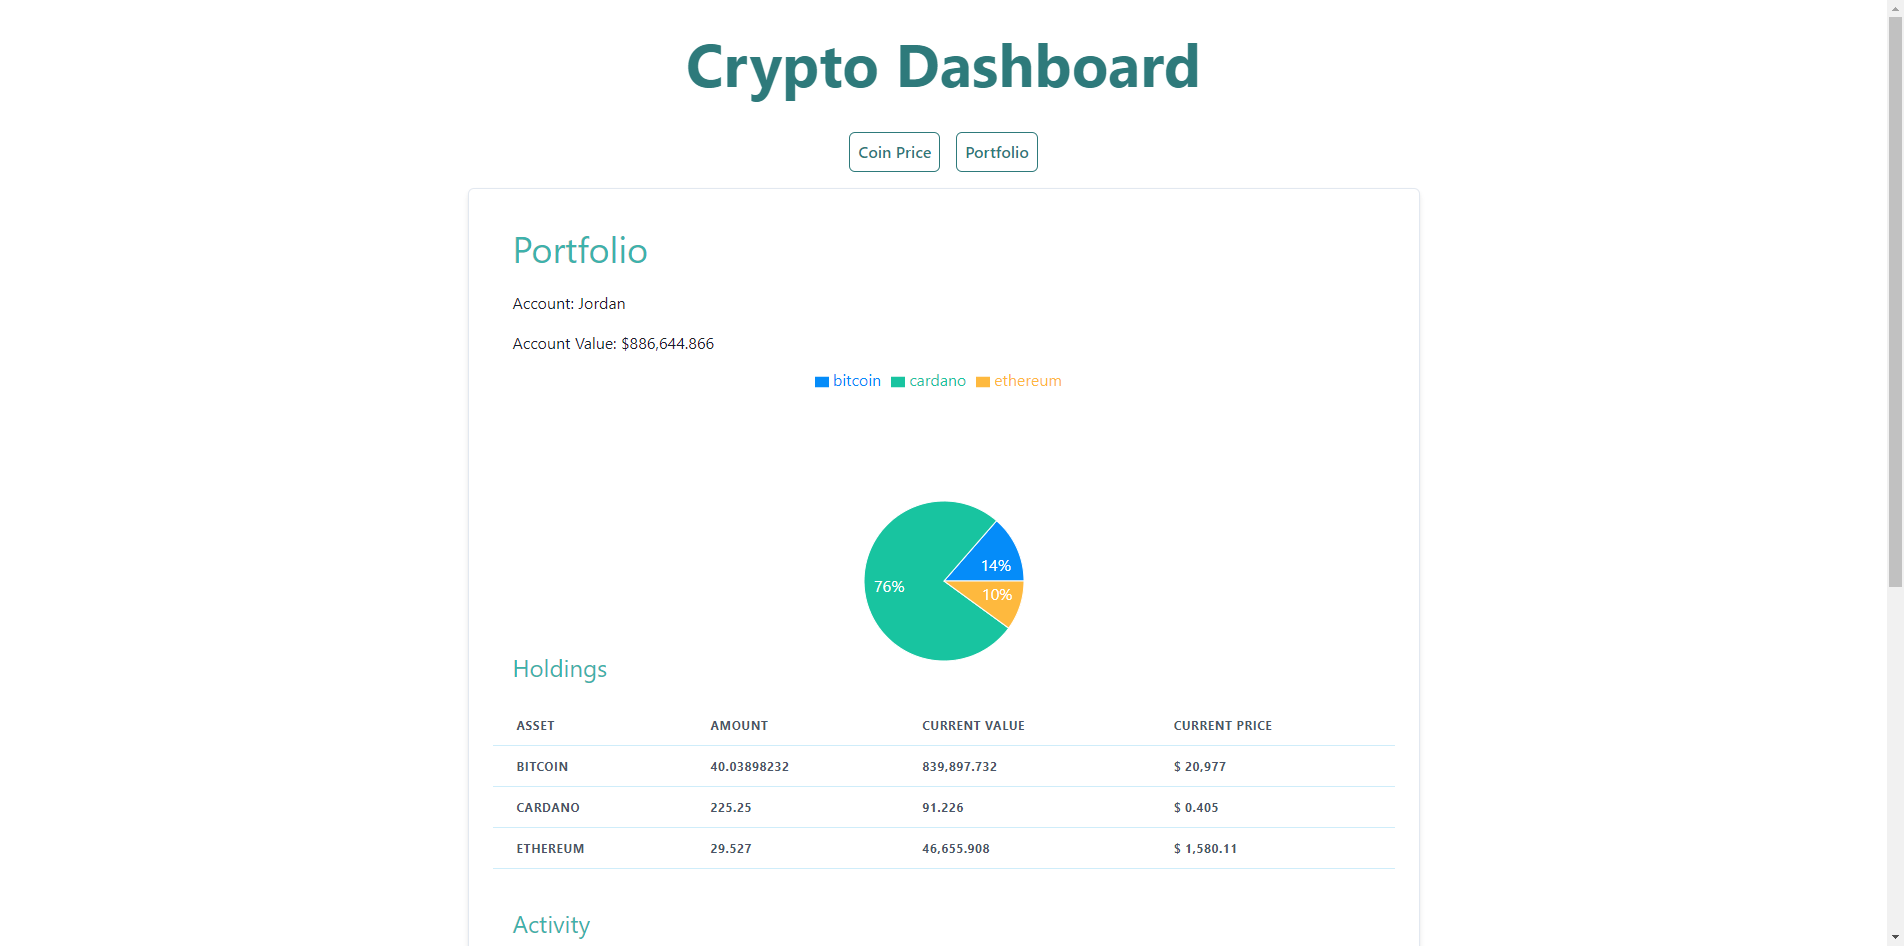 Crypto Dashboard
Coin Price Portfolio
Portfolio
Account: Jordan
Account Value: $886,644.866
bitcoin cardano ethereum
14%
76%
10%
Holdings
ASSET AMOUNT CURRENT VALUE CURRENT PRICE
BITCOIN 40.03898232 839,897.732 $ 20,977
CARDANO 225.25 91.226 $ 0.405
ETHEREUM 29.527 46,655.908 $ 1,580.11
Activity